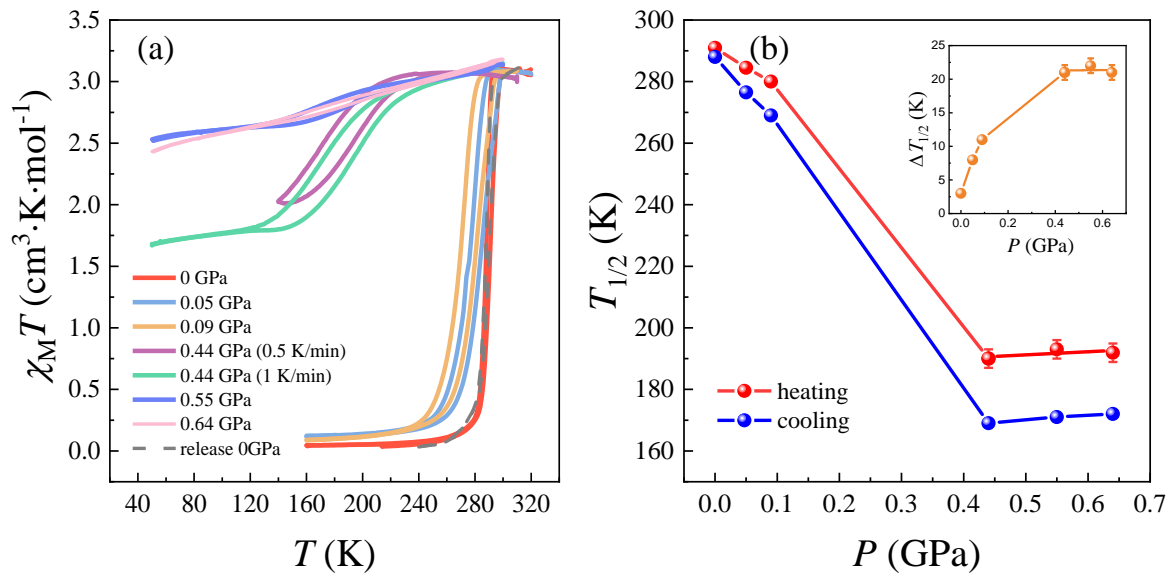 (a)
χMT (cm³·K·mol⁻¹)
3.5
3.0
2.5
2.0
1.5
1.0
0.5
0.0
0 GPa
0.05 GPa
0.09 GPa
0.44 GPa (0.5 K/min)
0.44 GPa (1 K/min)
0.55 GPa
0.64 GPa
release 0GPa
40 80 120 160 200 240 280 320
T (K)
(b)
T1/2 (K)
300
280
260
240
220
200
180
160
heating
cooling
0.0 0.1 0.2 0.3 0.4 0.5 0.6 0.7
P (GPa)
ΔT1/2 (K)
25
20
15
10
5
0
0.0 0.2 0.4 0.6
P (GPa)